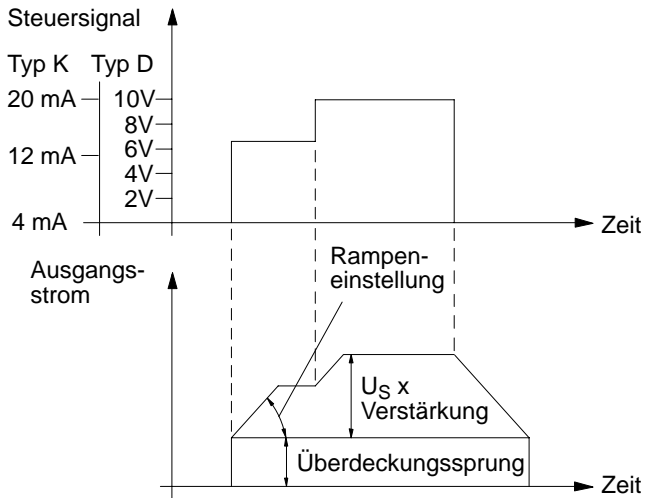 Steuersignal
Typ K Typ D
20 mA 10V
8V
12 mA 6V
4V
2V
4 mA Zeit
Ausgangs-
strom
Rampen-
einstellung
US x
Verstärkung
Überdeckungssprung
Zeit